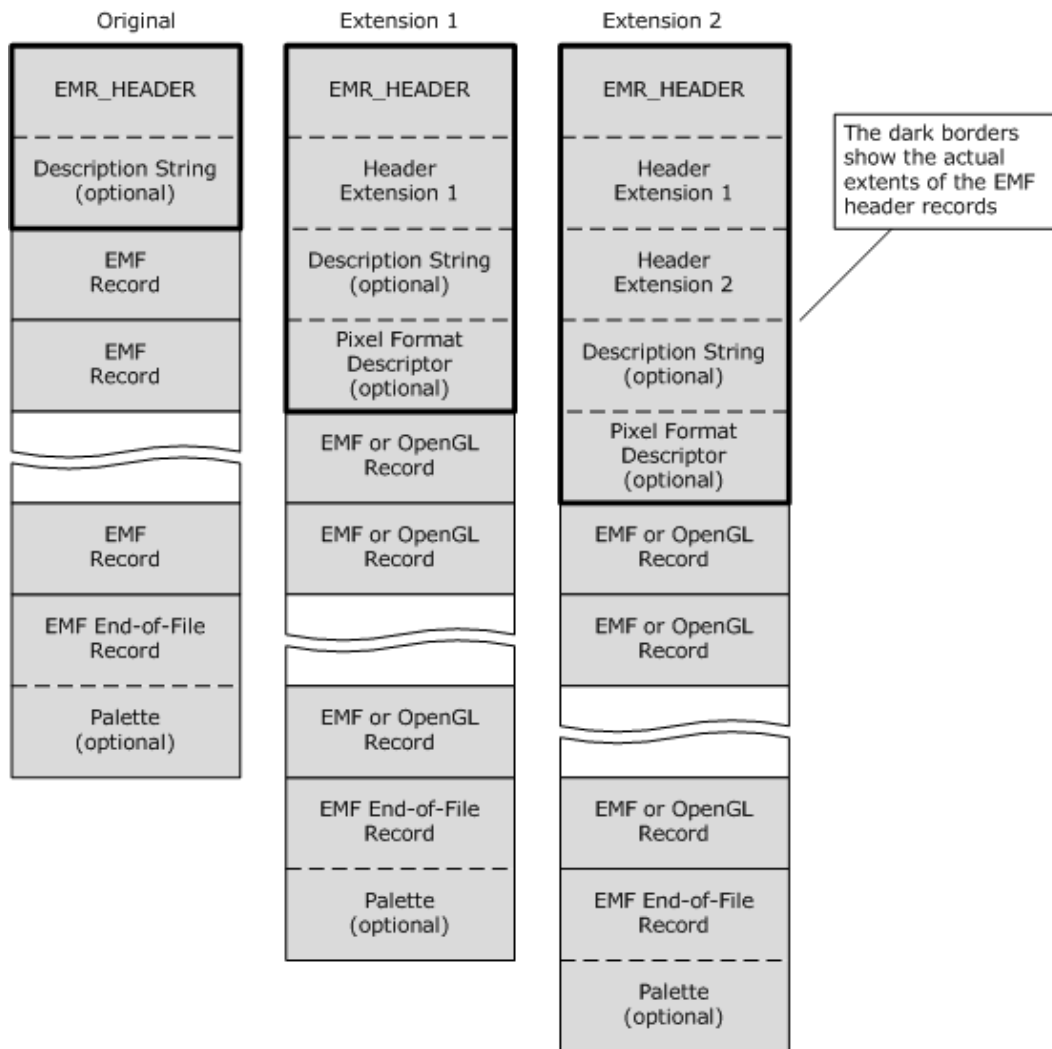 Original
EMR_HEADER
Description String
(optional)
EMF
Record
EMF
Record
EMF
Record
EMF End-of-File
Record
Palette
(optional)
Extension 1
EMR_HEADER
Header
Extension 1
Description String
(optional)
Pixel Format
Descriptor
(optional)
EMF or OpenGL
Record
EMF or OpenGL
Record
EMF or OpenGL
Record
EMF End-of-File
Record
Palette
(optional)
Extension 2
EMR_HEADER
Header
Extension 1
Header
Extension 2
Description String
(optional)
Pixel Format
Descriptor
(optional)
EMF or OpenGL
Record
EMF or OpenGL
Record
EMF or OpenGL
Record
EMF End-of-File
Record
Palette
(optional)
The dark borders
show the actual
extents of the EMF
header records